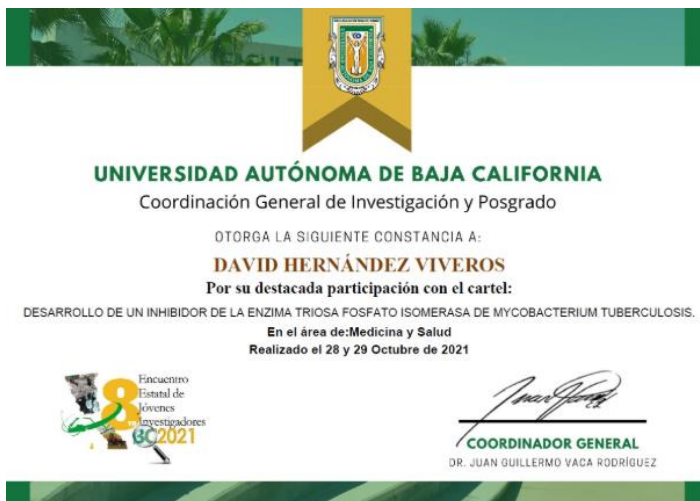 UNIVERSIDAD AUTÓNOMA DE BAJA CALIFORNIA
Coordinación General de Investigación y Posgrado
OTORGA LA SIGUIENTE CONSTANCIA A:
DAVID HERNÁNDEZ VIVEROS
Por su destacada participación con el cartel:
DESARROLLO DE UN INHIBIDOR DE LA ENZIMA TRIOSA FOSFATO ISOMERASA DE MYCOBACTERIUM TUBERCULOSIS.
En el área de:Medicina y Salud
Realizado el 28 y 29 Octubre de 2021
8
Encuentro
Estatal de
Jóvenes
Investigadores
BC2021
COORDINADOR GENERAL
DR. JUAN GUILLERMO VACA RODRÍGUEZ